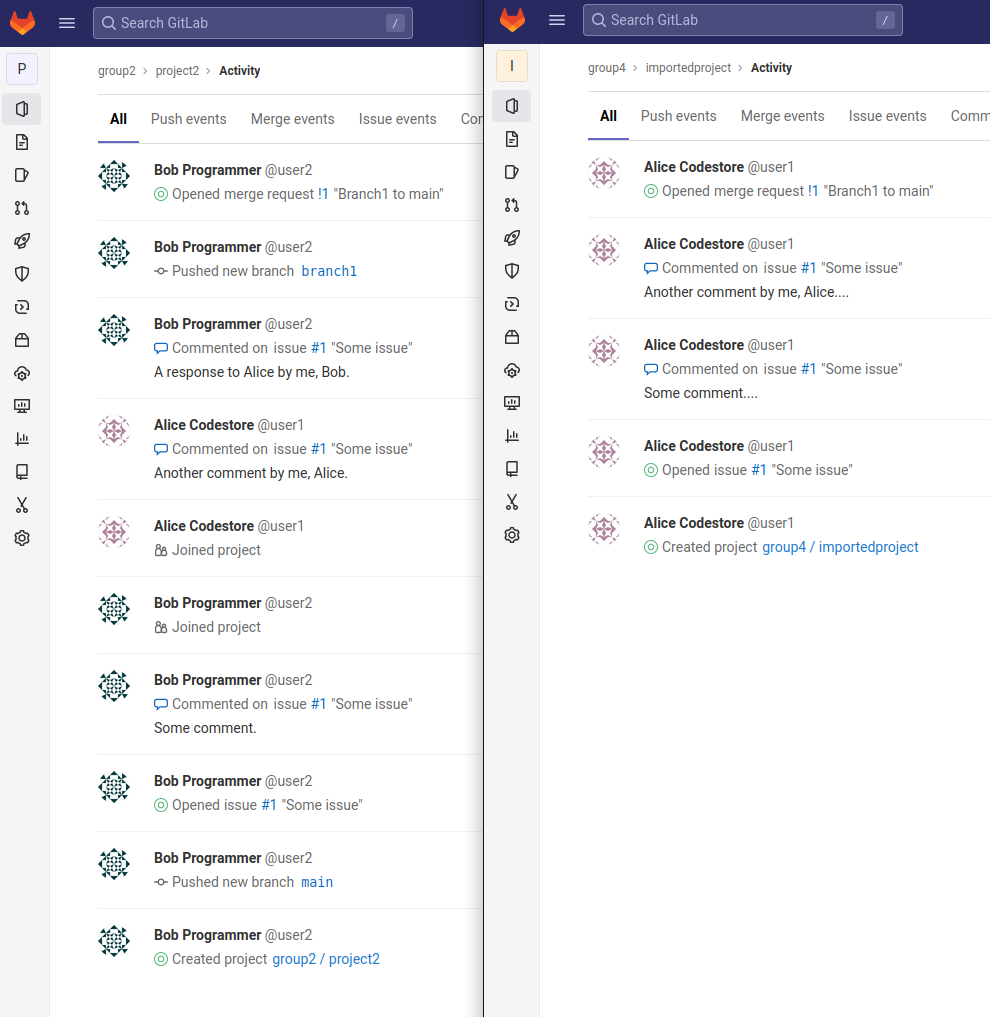 Search GitLab /
P
group2 › project2 › Activity
All Push events Merge events Issue events Con
Bob Programmer @user2
Opened merge request !1 "Branch1 to main"
Bob Programmer @user2
Pushed new branch branch1
Bob Programmer @user2
Commented on issue #1 "Some issue"
A response to Alice by me, Bob.
Alice Codestore @user1
Commented on issue #1 "Some issue"
Another comment by me, Alice.
Alice Codestore @user1
Joined project
Bob Programmer @user2
Joined project
Bob Programmer @user2
Commented on issue #1 "Some issue"
Some comment.
Bob Programmer @user2
Opened issue #1 "Some issue"
Bob Programmer @user2
Pushed new branch main
Bob Programmer @user2
Created project group2 / project2
Search GitLab /
I
group4 › importedproject › Activity
All Push events Merge events Issue events Comm
Alice Codestore @user1
Opened merge request !1 "Branch1 to main"
Alice Codestore @user1
Commented on issue #1 "Some issue"
Another comment by me, Alice....
Alice Codestore @user1
Commented on issue #1 "Some issue"
Some comment....
Alice Codestore @user1
Opened issue #1 "Some issue"
Alice Codestore @user1
Created project group4 / importedproject